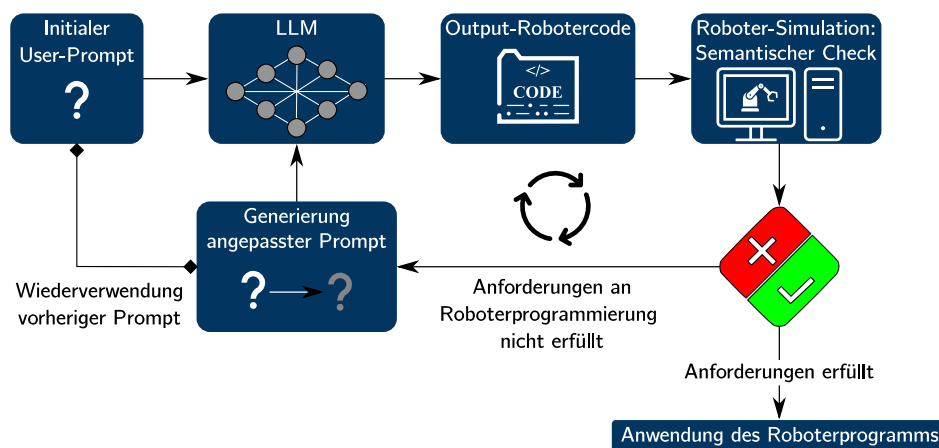 Initialer
User-Prompt
?
LLM
Output-Robotercode
</>
CODE
Roboter-Simulation:
Semantischer Check
Generierung
angepasster Prompt
? ?
Wiederverwendung
vorheriger Prompt
Anforderungen an
Roboterprogrammierung
nicht erfüllt
Anforderungen erfüllt
Anwendung des Roboterprogramms